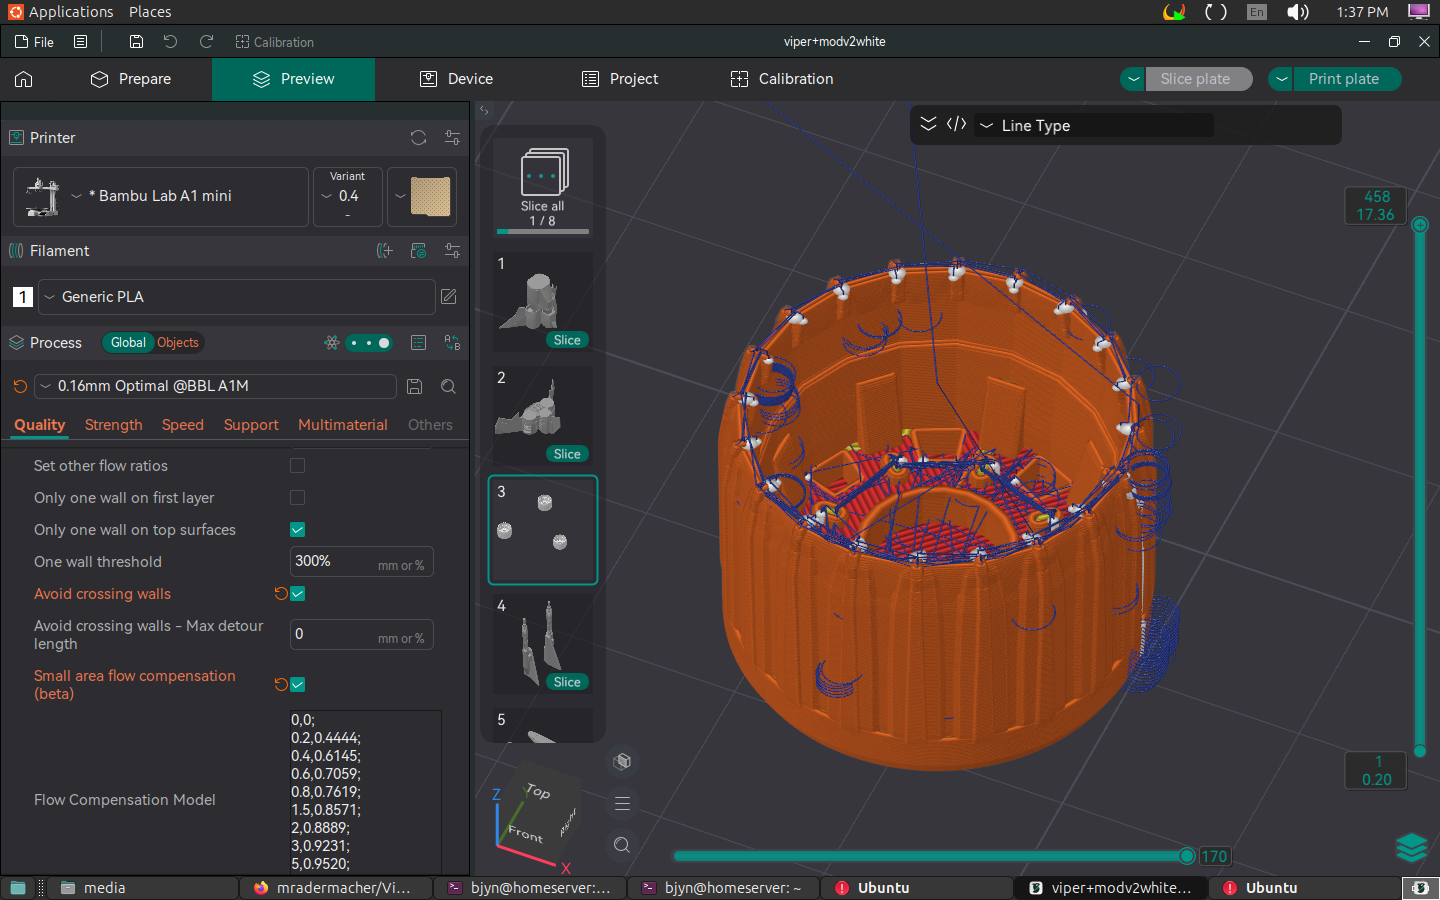 Applications Places
En
1:37 PM
File
Calibration
viper+modv2white
Prepare
Preview
Device
Project
Calibration
Slice plate
Print plate
Printer
* Bambu Lab A1 mini
Variant
0.4
-
Filament
1
Generic PLA
Process
Global
Objects
0.16mm Optimal @BBL A1M
Quality
Strength
Speed
Support
Multimaterial
Others
Set other flow ratios
Only one wall on first layer
Only one wall on top surfaces
One wall threshold
300%
mm or %
Avoid crossing walls
Avoid crossing walls - Max detour
length
0
mm or %
Small area flow compensation
(beta)
Flow Compensation Model
0,0;
0.2,0.4444;
0.4,0.6145;
0.6,0.7059;
0.8,0.7619;
1.5,0.8571;
2,0.8889;
3,0.9231;
5,0.9520;
Slice all
1 / 8
1
Slice
2
Slice
3
4
Slice
5
Line Type
458
17.36
1
0.20
170
Top
Front
Z
Y
X
media
mradermacher/Vi...
bjyn@homeserver:...
bjyn@homeserver: ~
Ubuntu
viper+modv2white...
Ubuntu